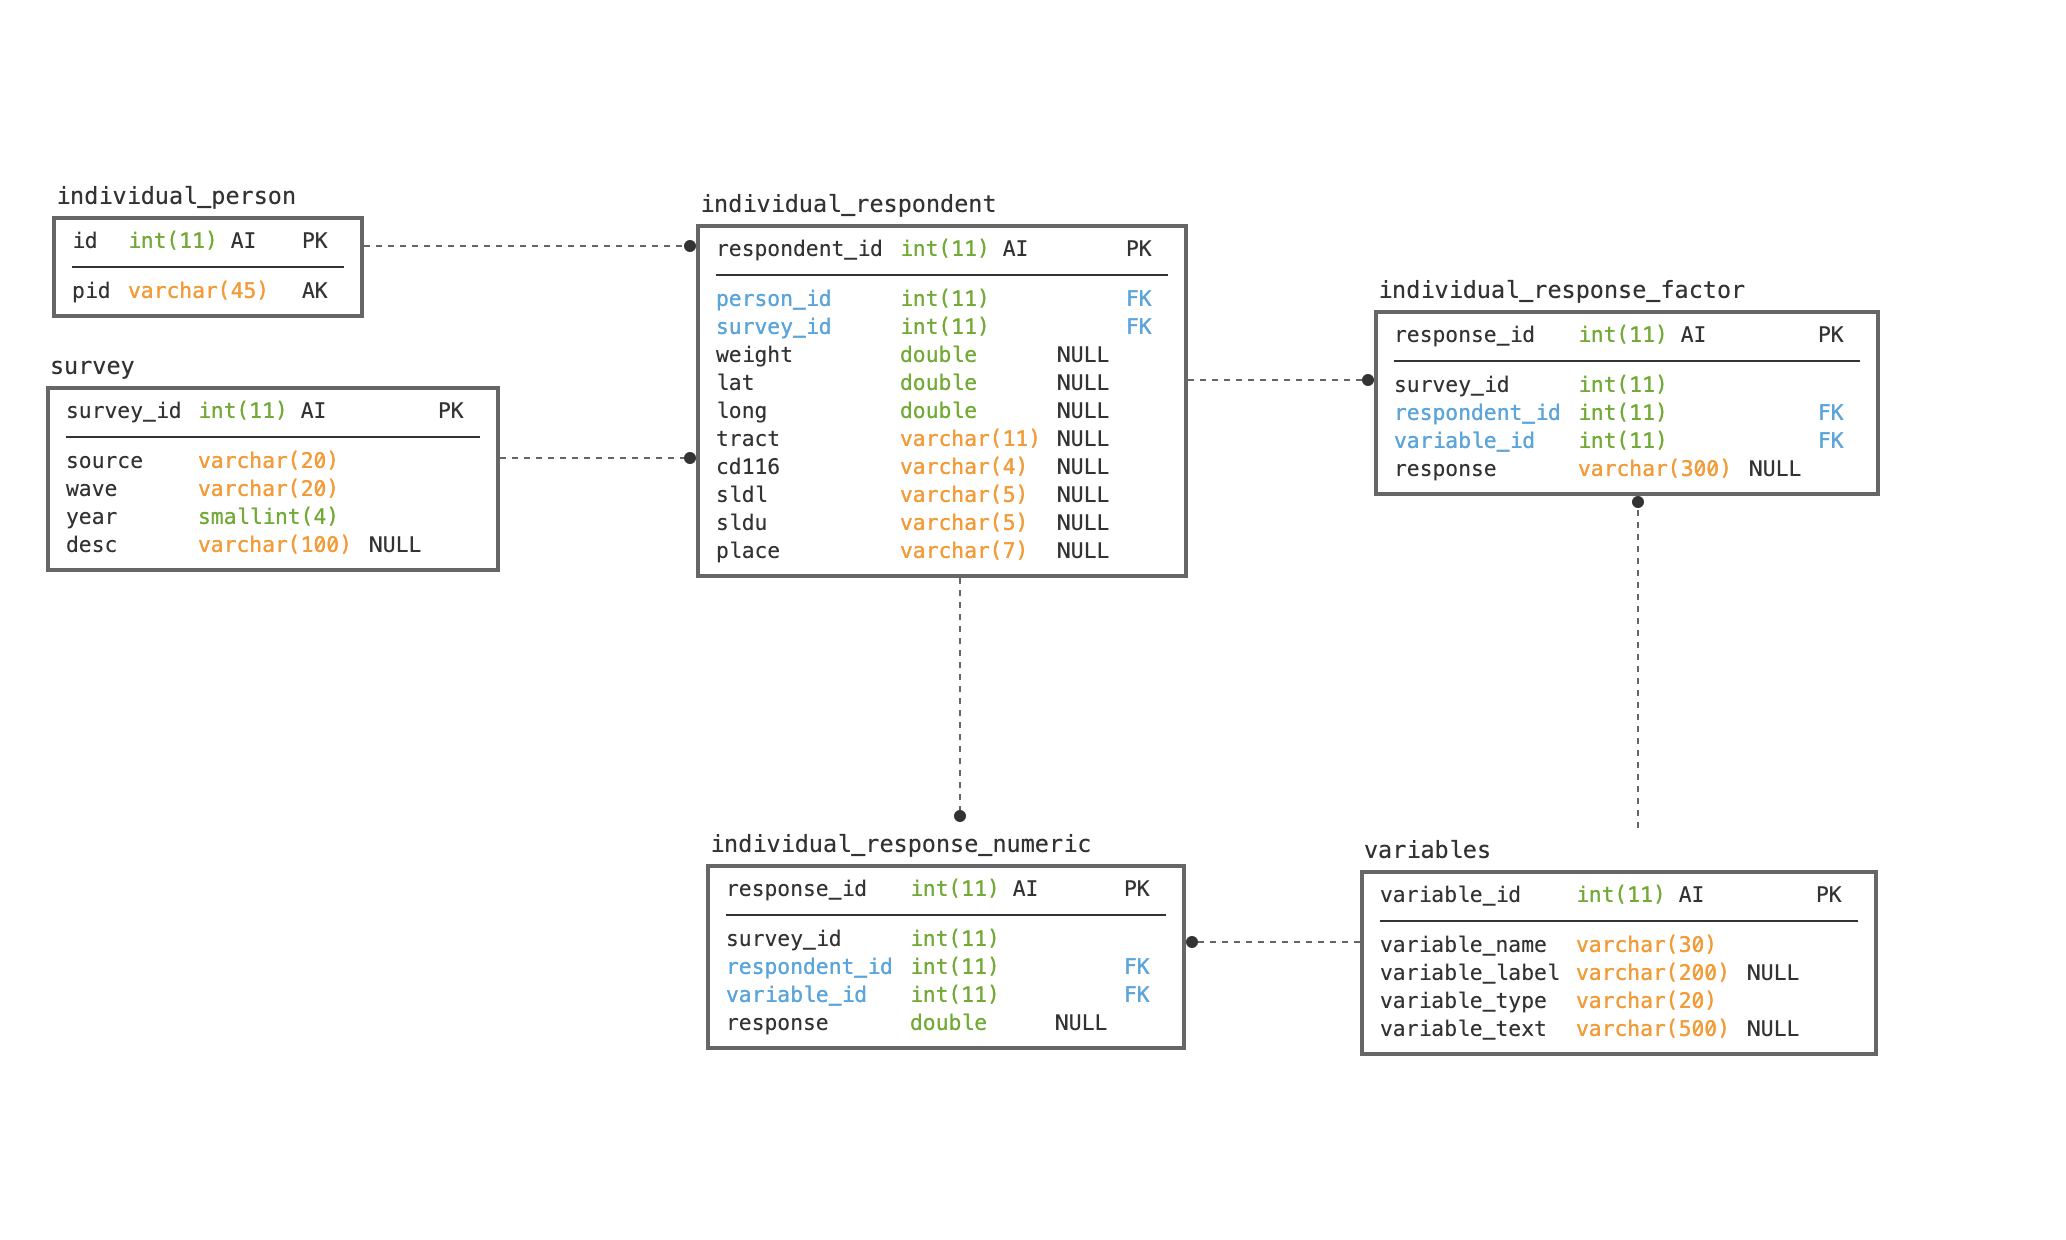 individual_person
id int(11) AI PK
pid varchar(45) AK
survey
survey_id int(11) AI PK
source varchar(20)
wave varchar(20)
year smallint(4)
desc varchar(100) NULL
individual_respondent
respondent_id int(11) AI PK
person_id int(11) FK
survey_id int(11) FK
weight double NULL
lat double NULL
long double NULL
tract varchar(11) NULL
cd116 varchar(4) NULL
sldl varchar(5) NULL
sldu varchar(5) NULL
place varchar(7) NULL
individual_response_factor
response_id int(11) AI PK
survey_id int(11)
respondent_id int(11) FK
variable_id int(11) FK
response varchar(300) NULL
individual_response_numeric
response_id int(11) AI PK
survey_id int(11)
respondent_id int(11) FK
variable_id int(11) FK
response double NULL
variables
variable_id int(11) AI PK
variable_name varchar(30)
variable_label varchar(200) NULL
variable_type varchar(20)
variable_text varchar(500) NULL